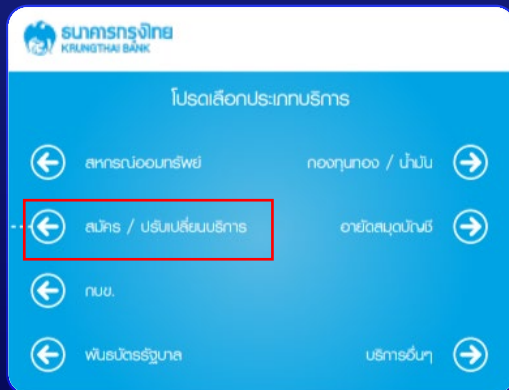 ธนาคารกรุงไทย
KRUNGTHAI BANK
โปรดเลือกประเภทบริการ
สหกรณ์ออมทรัพย์ กองทุนทอง / น้ำมัน
สมัคร / ปรับเปลี่ยนบริการ อายัดสมุดบัญชี
กบข.
พันธบัตรรัฐบาล บริการอื่นๆ